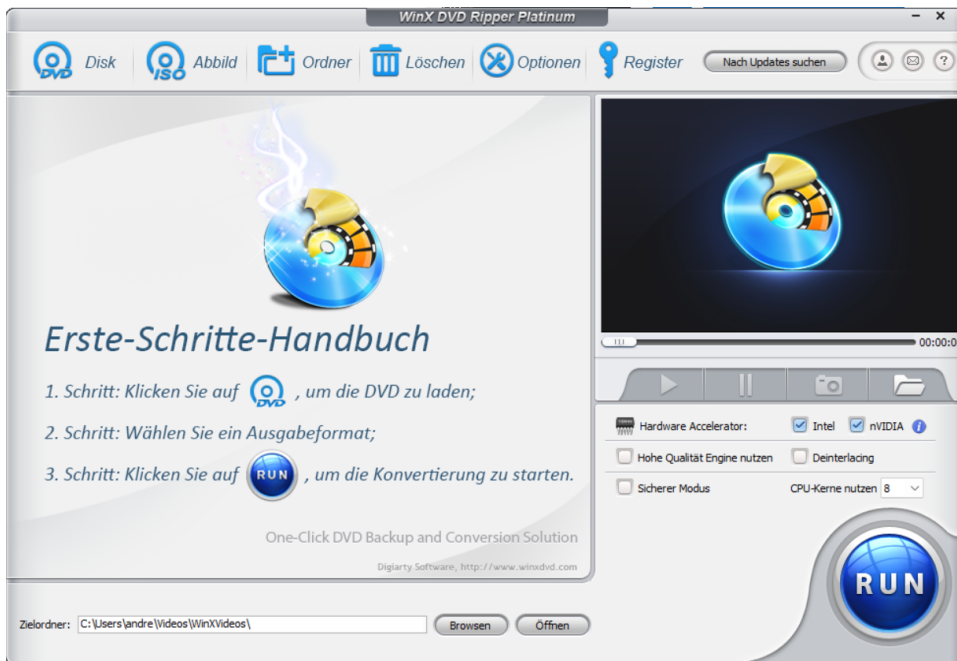 WinX DVD Ripper Platinum
DVD Disk ISO Abbild Ordner Löschen Optionen Register Nach Updates suchen ?
Erste-Schritte-Handbuch
1. Schritt: Klicken Sie auf DVD , um die DVD zu laden;
2. Schritt: Wählen Sie ein Ausgabeformat;
3. Schritt: Klicken Sie auf RUN , um die Konvertierung zu starten.
One-Click DVD Backup and Conversion Solution
Digiarty Software, http://www.winxdvd.com
00:00:0
Hardware Accelerator: Intel nVIDIA i
Hohe Qualität Engine nutzen Deinterlacing
Sicherer Modus CPU-Kerne nutzen 8
RUN
Zielordner: C:\Users\andre\Videos\WinXVideos\ Browsen Öffnen